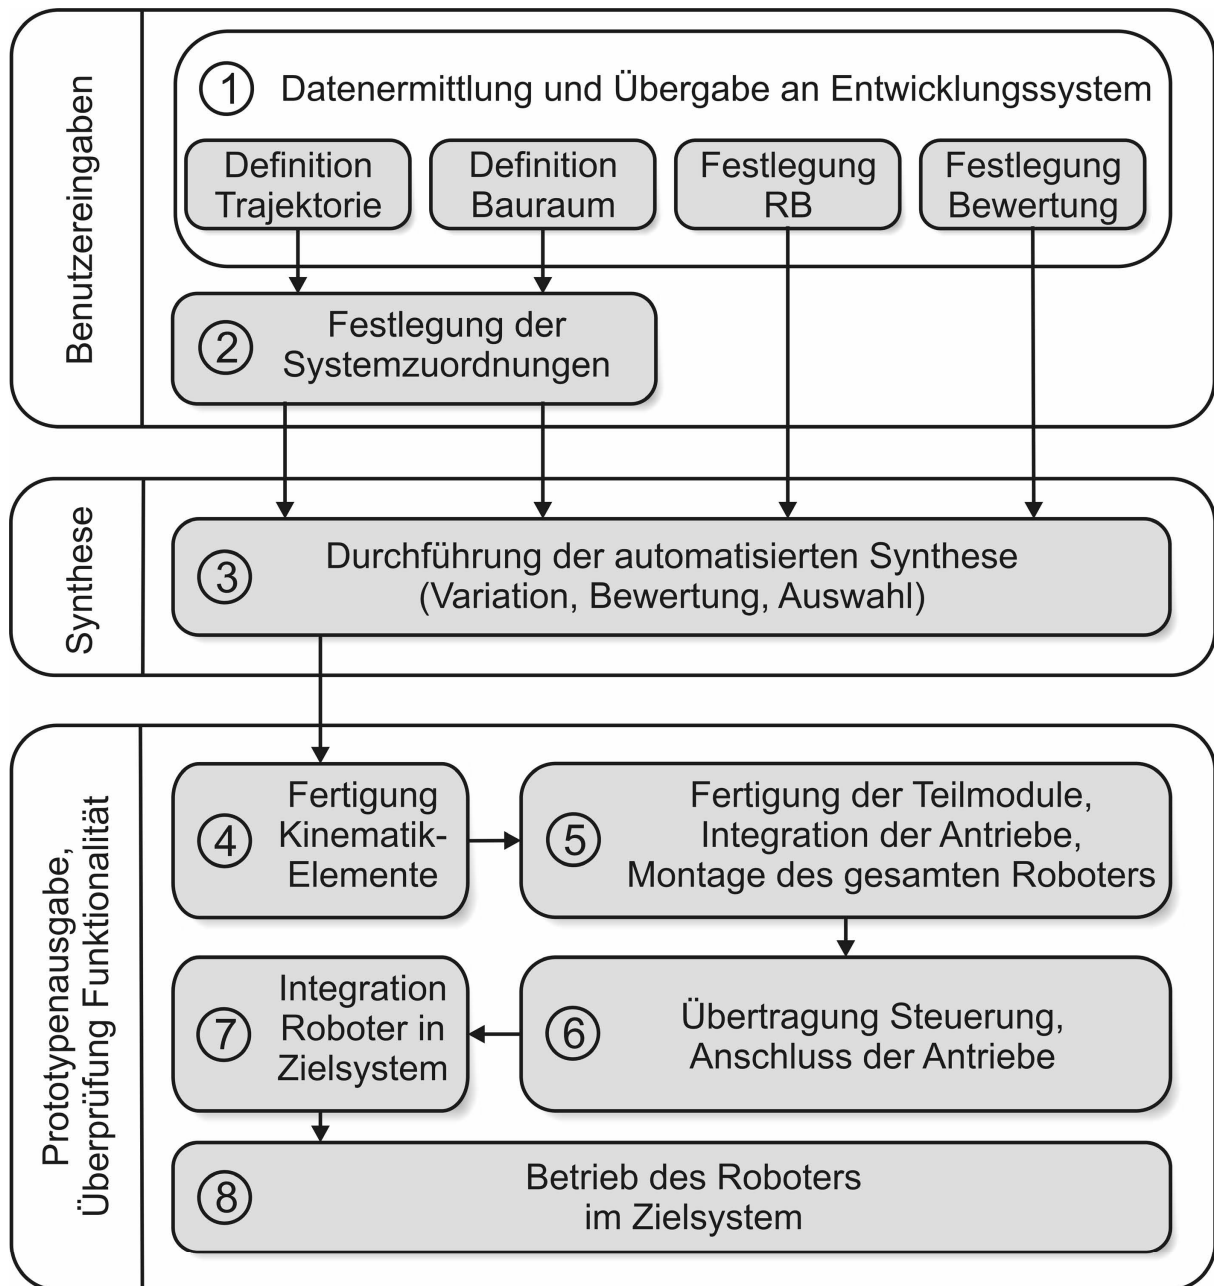 Benutzereingaben
1 Datenermittlung und Übergabe an Entwicklungssystem
Definition
Trajektorie
Definition
Bauraum
Festlegung
RB
Festlegung
Bewertung
2
Festlegung der
Systemzuordnungen
Synthese
3
Durchführung der automatisierten Synthese
(Variation, Bewertung, Auswahl)
Prototypenausgabe,
Überprüfung Funktionalität
4
Fertigung
Kinematik-
Elemente
5
Fertigung der Teilmodule,
Integration der Antriebe,
Montage des gesamten Roboters
6
Übertragung Steuerung,
Anschluss der Antriebe
7
Integration
Roboter in
Zielsystem
8
Betrieb des Roboters
im Zielsystem